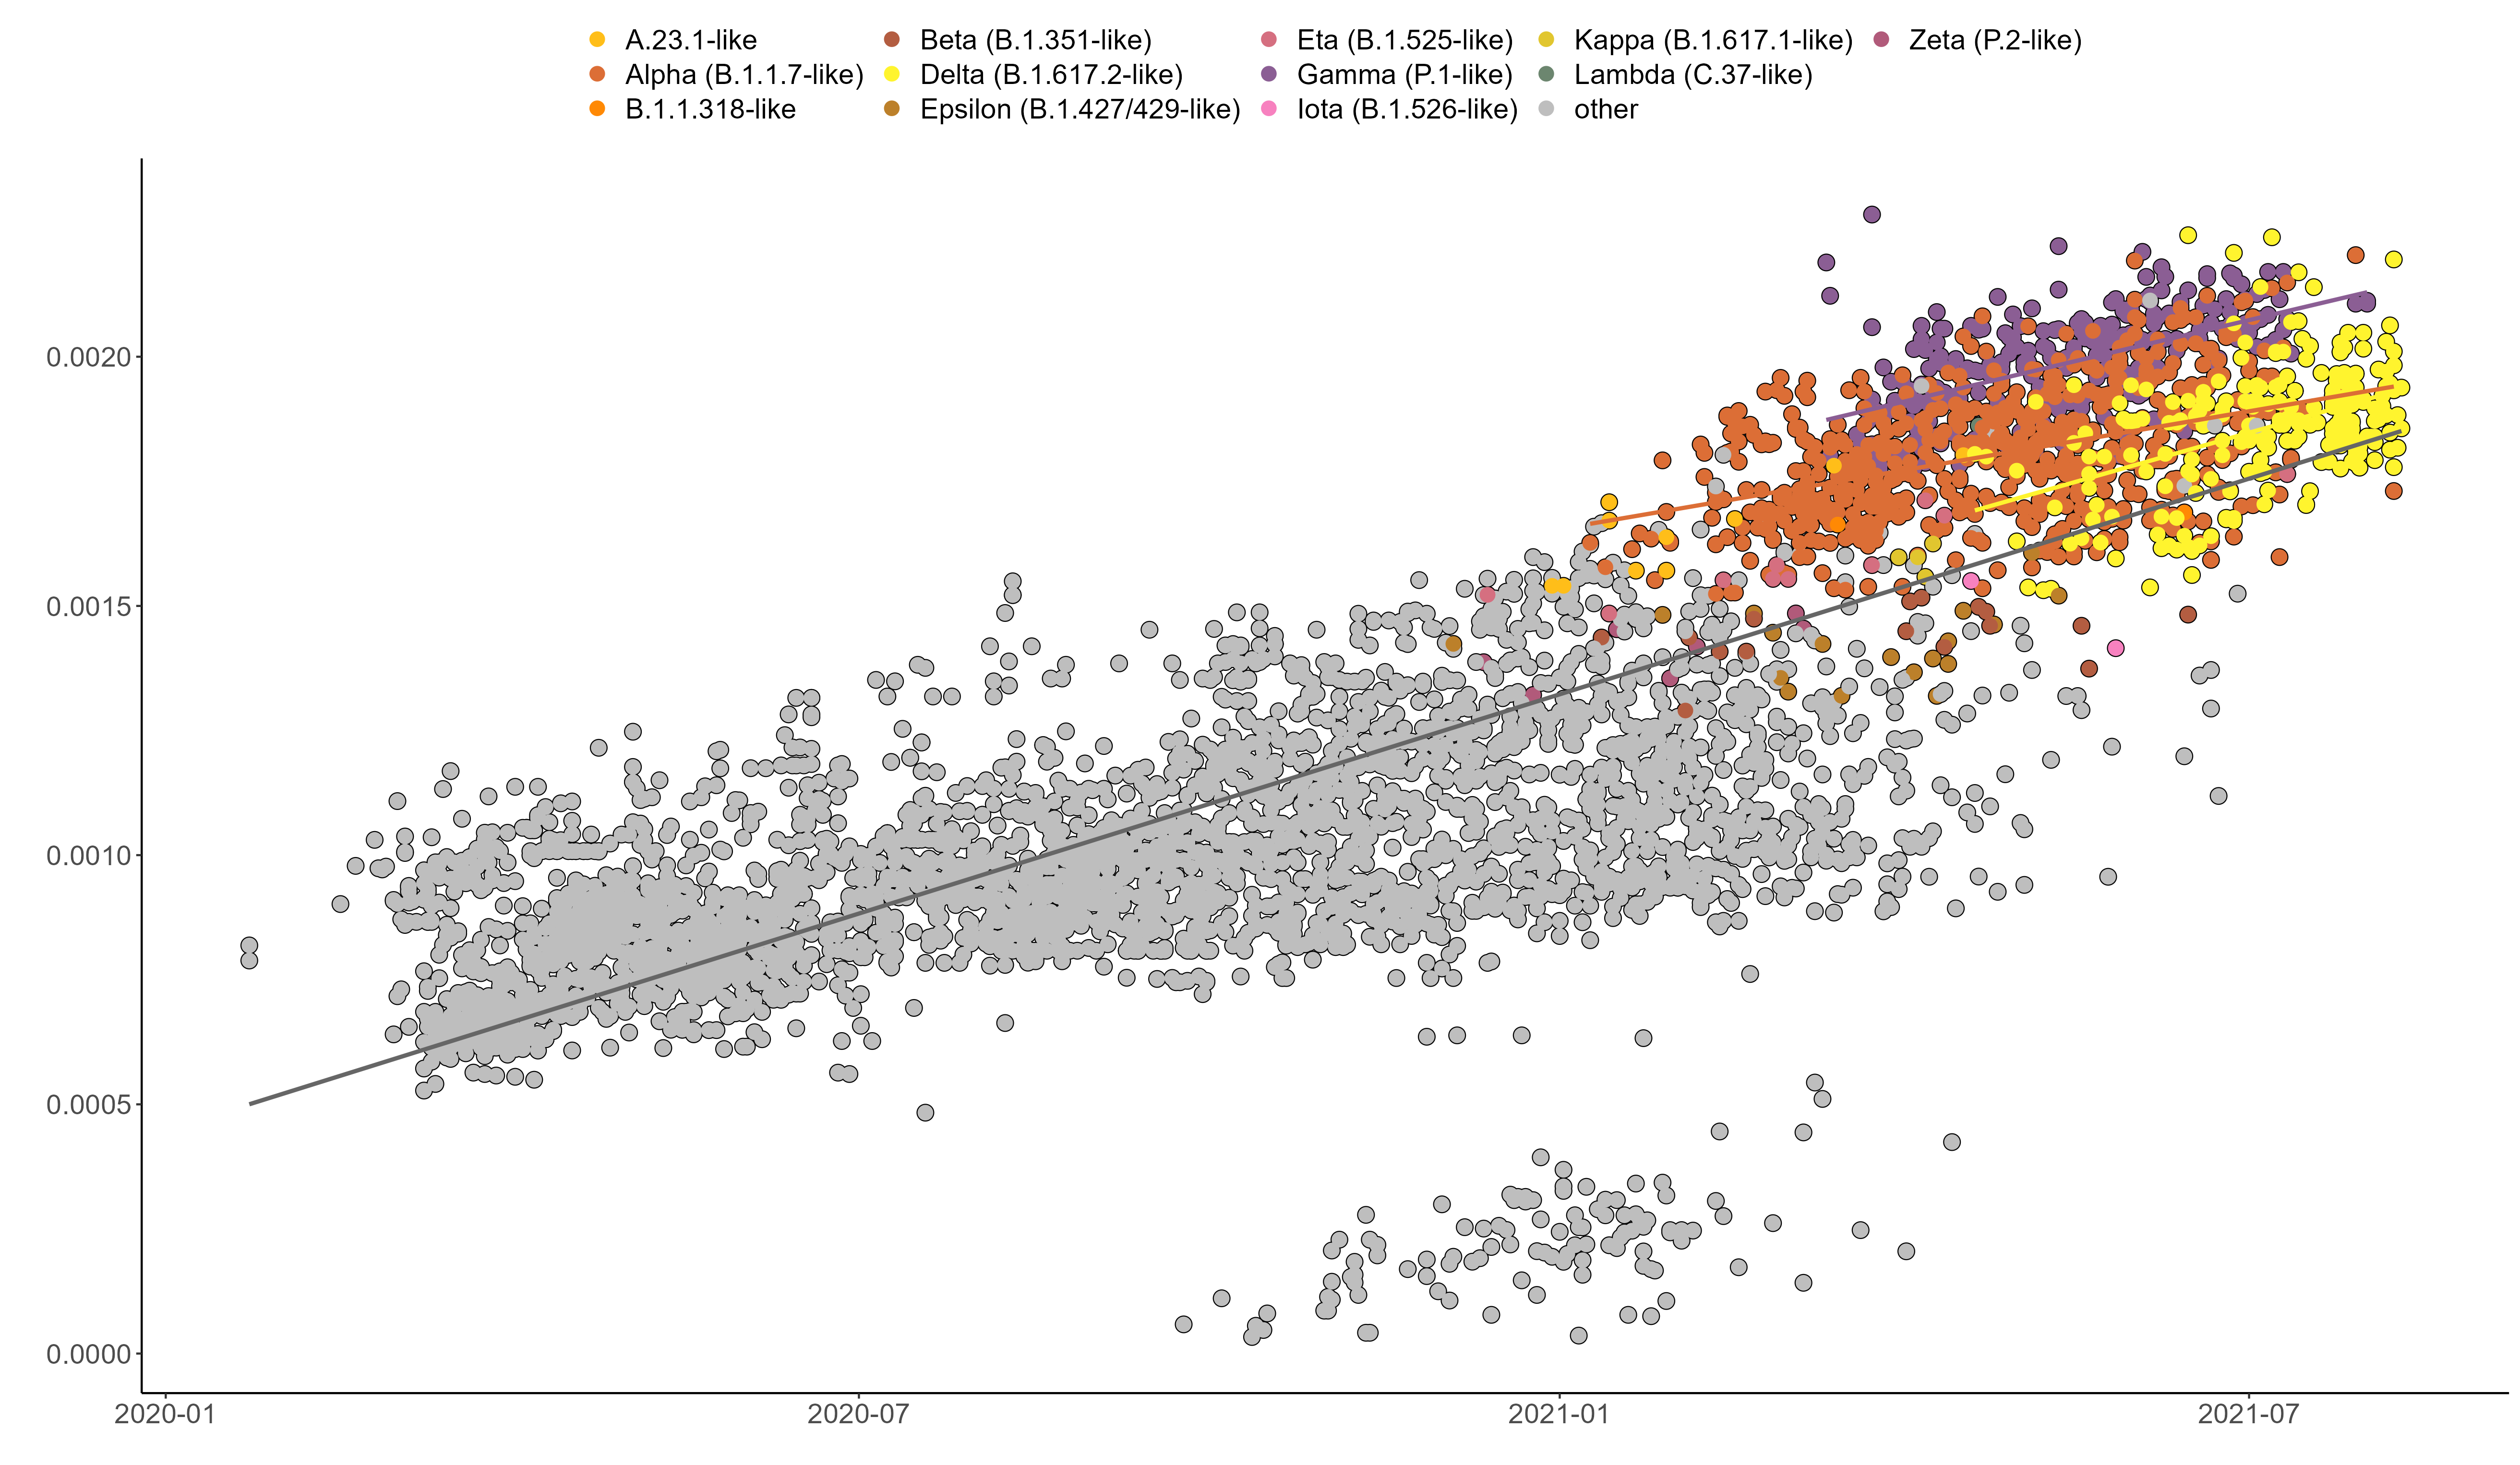 A.23.1-like Beta (B.1.351-like) Eta (B.1.525-like) Kappa (B.1.617.1-like) Zeta (P.2-like)
Alpha (B.1.1.7-like) Delta (B.1.617.2-like) Gamma (P.1-like) Lambda (C.37-like)
B.1.1.318-like Epsilon (B.1.427/429-like) Iota (B.1.526-like) other
0.0020
0.0015
0.0010
0.0005
0.0000
2020-01 2020-07 2021-01 2021-07